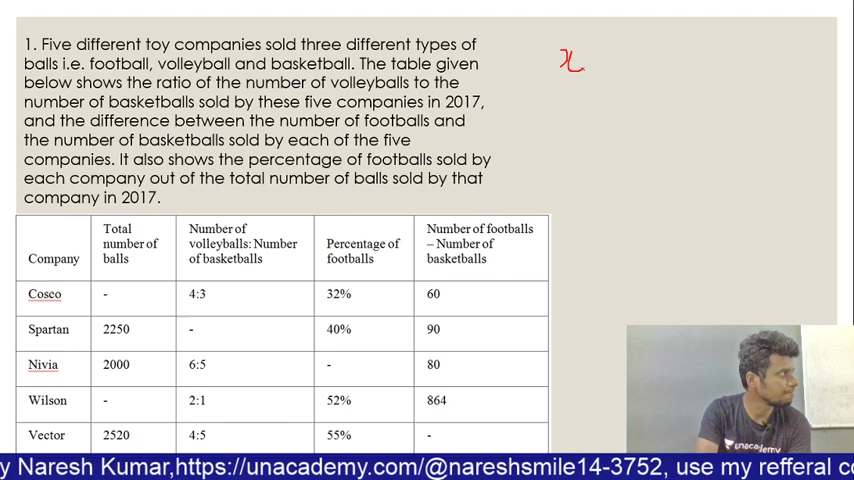 1. Five different toy companies sold three different types of
balls i.e. football, volleyball and basketball. The table given
below shows the ratio of the number of volleyballs to the
number of basketballs sold by these five companies in 2017,
and the difference between the number of footballs and
the number of basketballs sold by each of the five
companies. It also shows the percentage of footballs sold by
each company out of the total number of balls sold by that
company in 2017.
x
Company Total number of balls Number of volleyballs: Number of basketballs Percentage of footballs Number of footballs – Number of basketballs
Cosco - 4:3 32% 60
Spartan 2250 - 40% 90
Nivia 2000 6:5 - 80
Wilson - 2:1 52% 864
Vector 2520 4:5 55% -
unacademy
y Naresh Kumar,https://unacademy.com/@nareshsmile14-3752, use my refferal co